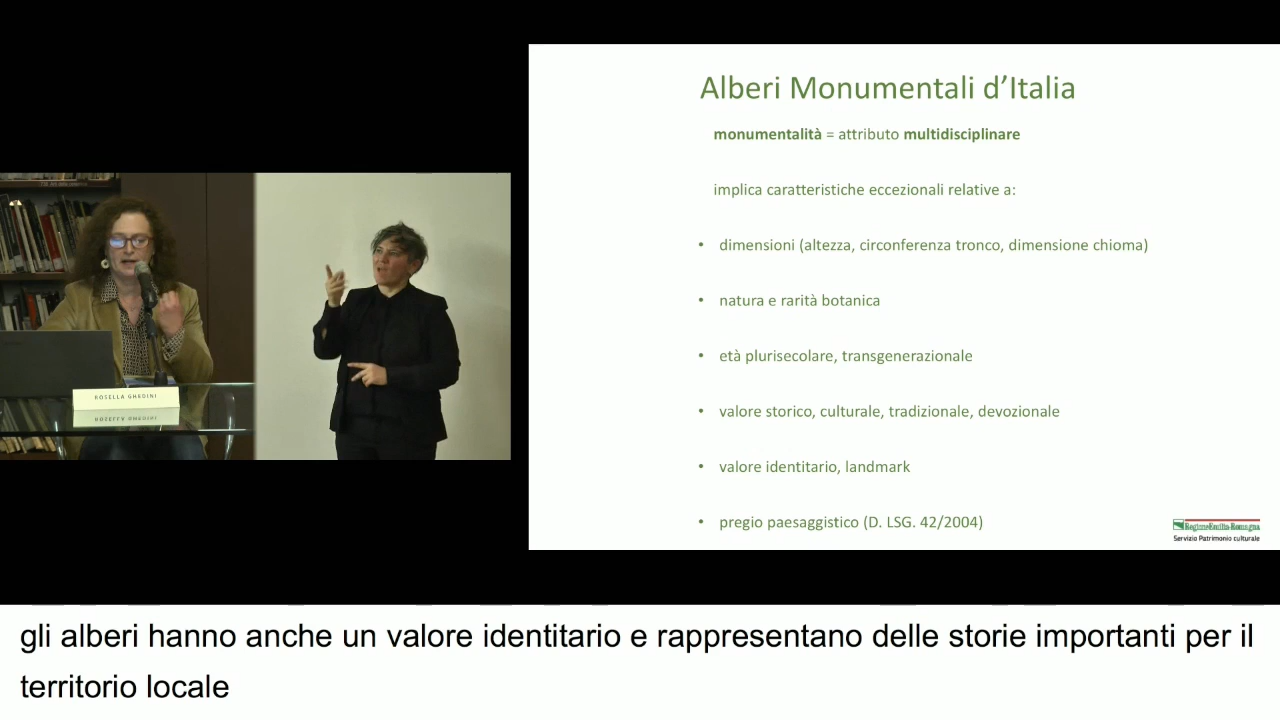 Alberi Monumentali d’Italia
monumentalità = attributo multidisciplinare
implica caratteristiche eccezionali relative a:
• dimensioni (altezza, circonferenza tronco, dimensione chioma)
• natura e rarità botanica
• età plurisecolare, transgenerazionale
• valore storico, culturale, tradizionale, devozionale
• valore identitario, landmark
• pregio paesaggistico (D. LSG. 42/2004)
RegioneEmilia-Romagna
Servizio Patrimonio culturale
ROSELLA GHEDINI
gli alberi hanno anche un valore identitario e rappresentano delle storie importanti per il
territorio locale